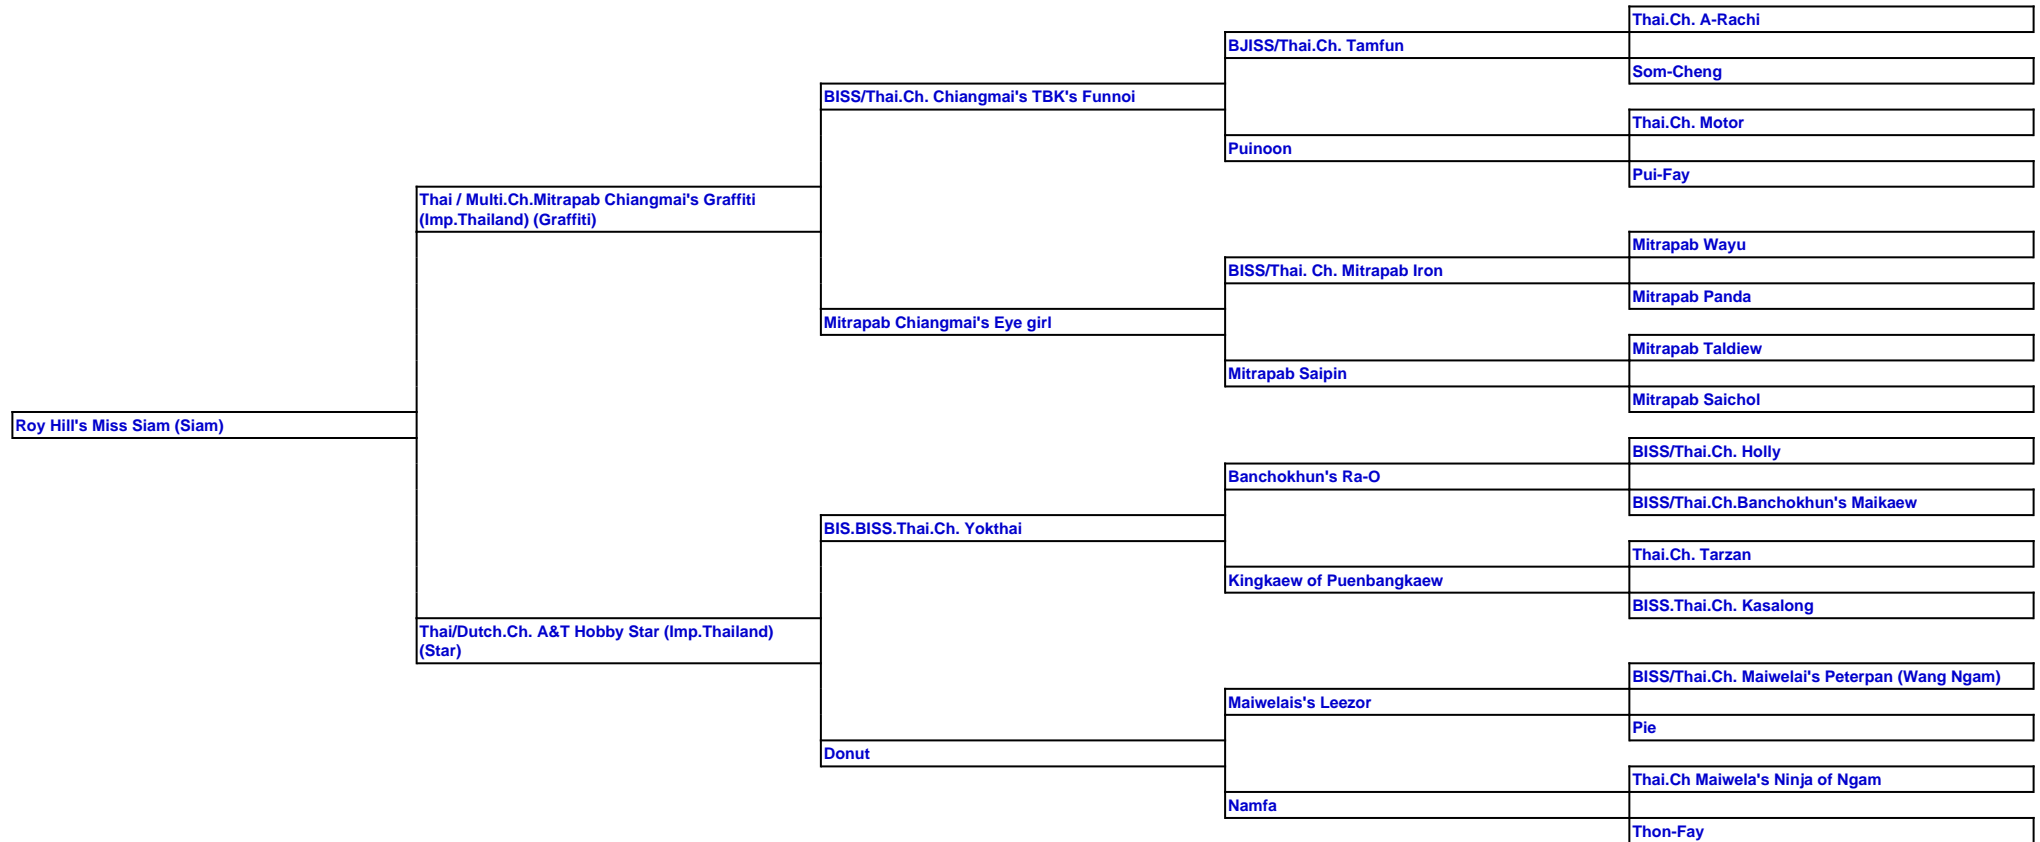 Thai.Ch. A-Rachi
BJISS/Thai.Ch. Tamfun
Som-Cheng
BISS/Thai.Ch. Chiangmai's TBK's Funnoi
Thai.Ch. Motor
Puinoon
Pui-Fay
Thai / Multi.Ch.Mitrapab Chiangmai's Graffiti
(Imp.Thailand) (Graffiti)
Mitrapab Wayu
BISS/Thai. Ch. Mitrapab Iron
Mitrapab Panda
Mitrapab Chiangmai's Eye girl
Mitrapab Taldiew
Mitrapab Saipin
Mitrapab Saichol
Roy Hill's Miss Siam (Siam)
BISS/Thai.Ch. Holly
Banchokhun's Ra-O
BISS/Thai.Ch.Banchokhun's Maikaew
BIS.BISS.Thai.Ch. Yokthai
Thai.Ch. Tarzan
Kingkaew of Puenbangkaew
BISS.Thai.Ch. Kasalong
Thai/Dutch.Ch. A&T Hobby Star (Imp.Thailand)
(Star)
BISS/Thai.Ch. Maiwelai's Peterpan (Wang Ngam)
Maiwelais's Leezor
Pie
Donut
Thai.Ch Maiwela's Ninja of Ngam
Namfa
Thon-Fay